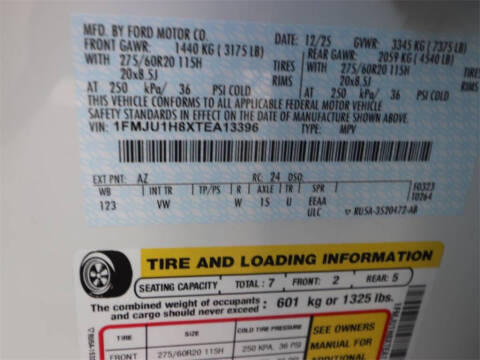 MFD. BY FORD MOTOR CO.
DATE: 12/25 GVWR: 3345 KG (7375 LB)
FRONT GAWR: 1440 KG (3175 LB) REAR GAWR: 2059 KG (4540 LB)
WITH 275/60R20 115H TIRES WITH 275/60R20 115H TIRES
20x8.5J RIMS 20x8.5J RIMS
AT 250 kPa/ 36 PSI COLD AT 250 kPa/ 36 PSI COLD
THIS VEHICLE CONFORMS TO ALL APPLICABLE FEDERAL MOTOR VEHICLE
SAFETY STANDARDS IN EFFECT ON THE DATE OF MANUFACTURE SHOWN ABOVE.
VIN: 1FMJU1H8XTEA13396 TYPE: MPV
EXT PNT: AZ RC: 24 DSO:
WB INT TR TP/PS R AXLE TR SPR F0323
123 VW W 15 U EEAA T0264
ULC RU5A-3520472-AB
TIRE AND LOADING INFORMATION
SEATING CAPACITY TOTAL: 7 FRONT: 2 REAR: 5
The combined weight of occupants and cargo should never exceed: 601 kg or 1325 lbs.
TIRE SIZE COLD TIRE PRESSURE SEE OWNERS
FRONT 275/60R20 115H 250 KPA, 36 PSI MANUAL